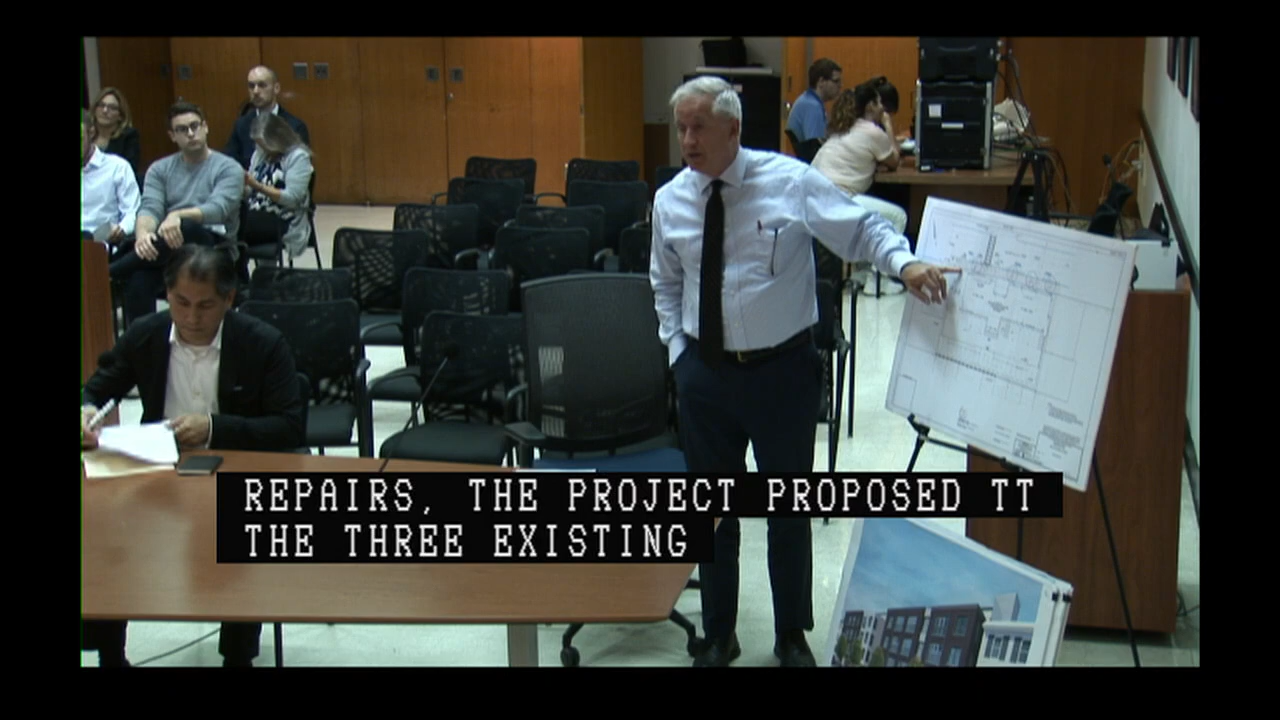 REPAIRS, THE PROJECT PROPOSED TT
THE THREE EXISTING